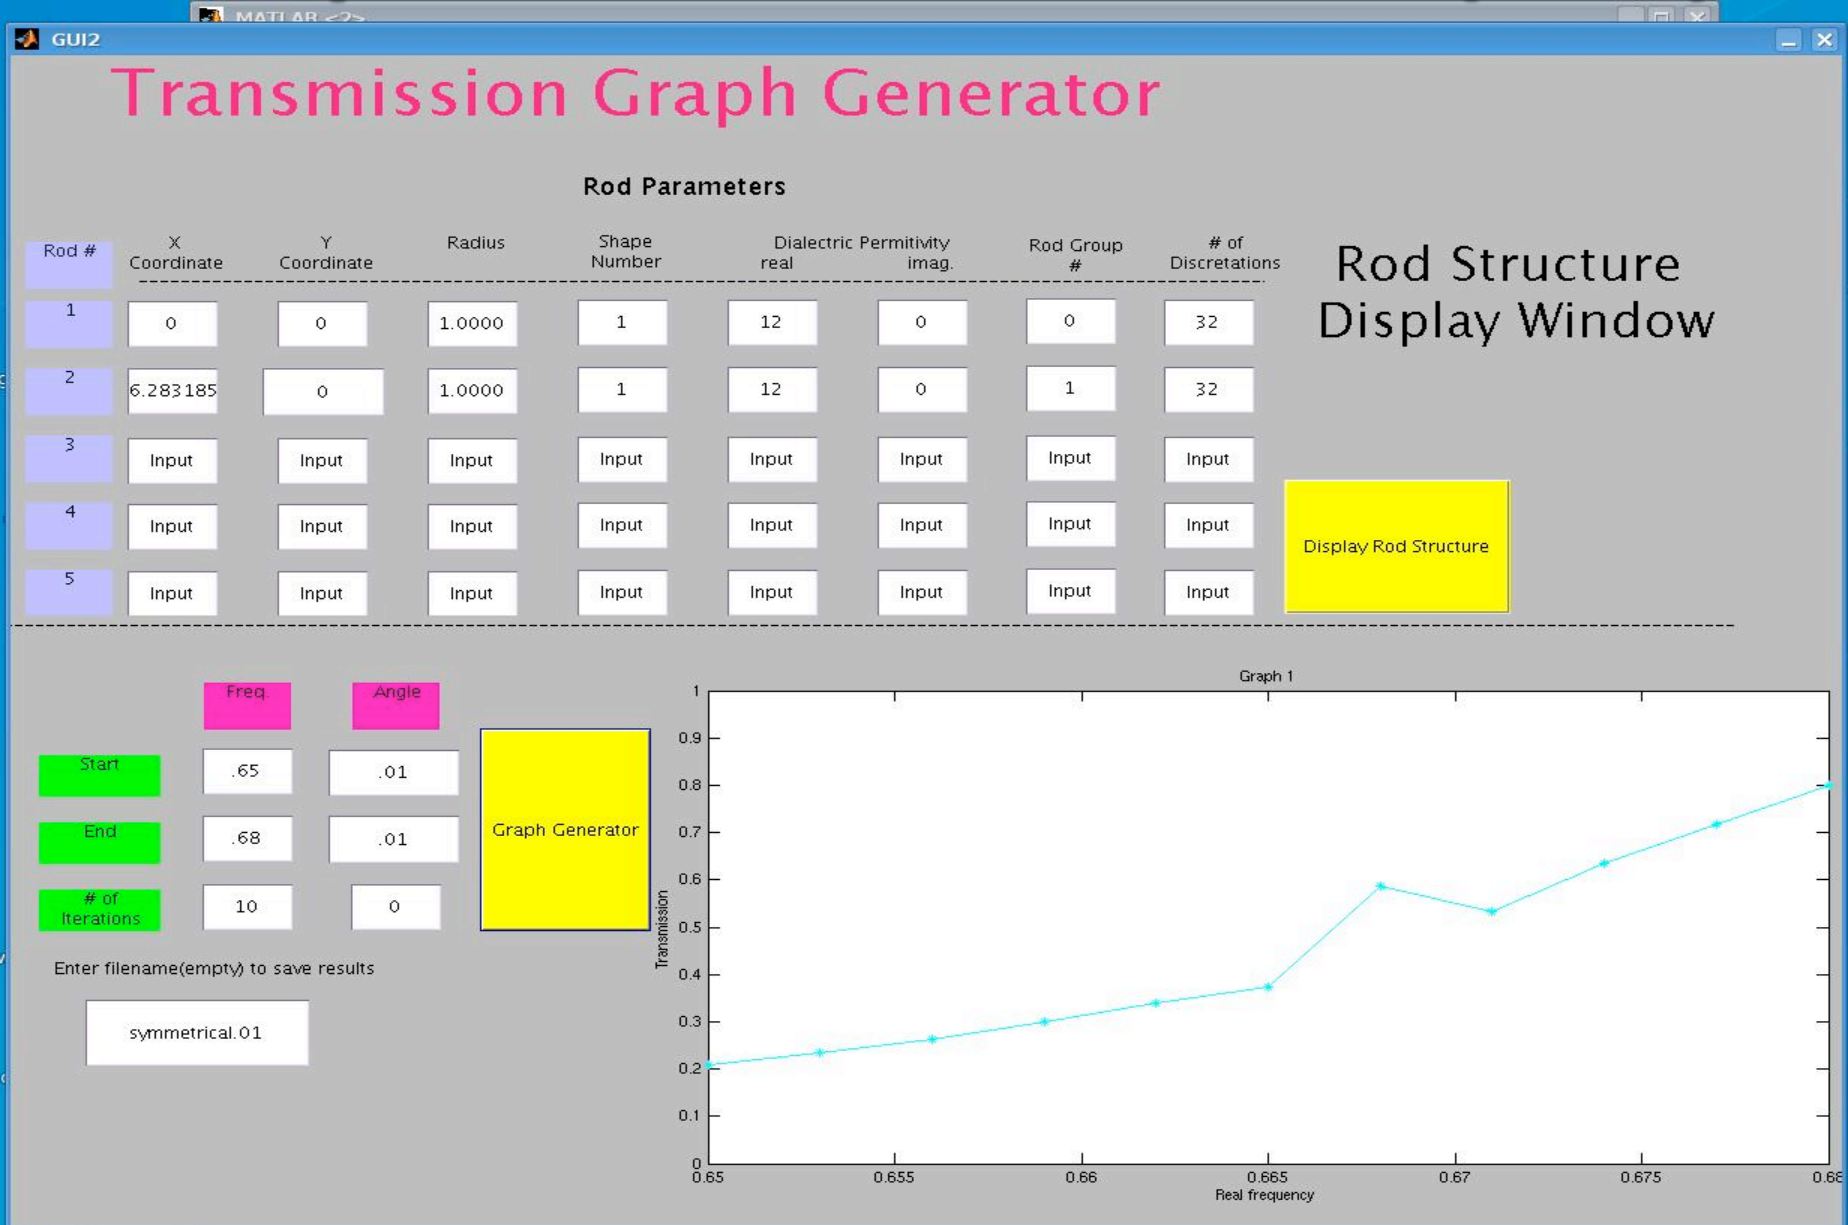 MATLAB <2>
GUI2
Transmission Graph Generator
Rod Parameters
Rod # X Coordinate Y Coordinate Radius Shape Number Dialectric Permitivity real imag. Rod Group # # of Discretations
1 0 0 1.0000 1 12 0 0 32
2 6.283185 0 1.0000 1 12 0 1 32
3 Input Input Input Input Input Input Input Input
4 Input Input Input Input Input Input Input Input
5 Input Input Input Input Input Input Input Input
Rod Structure
Display Window
Display Rod Structure
Freq. Angle
Start .65 .01
End .68 .01
# of Iterations 10 0
Graph Generator
Enter filename(empty) to save results
symmetrical.01
Graph 1
1
0.9
0.8
0.7
0.6
0.5
0.4
0.3
0.2
0.1
0
Transmission
0.65 0.655 0.66 0.665 0.67 0.675 0.68
Real frequency